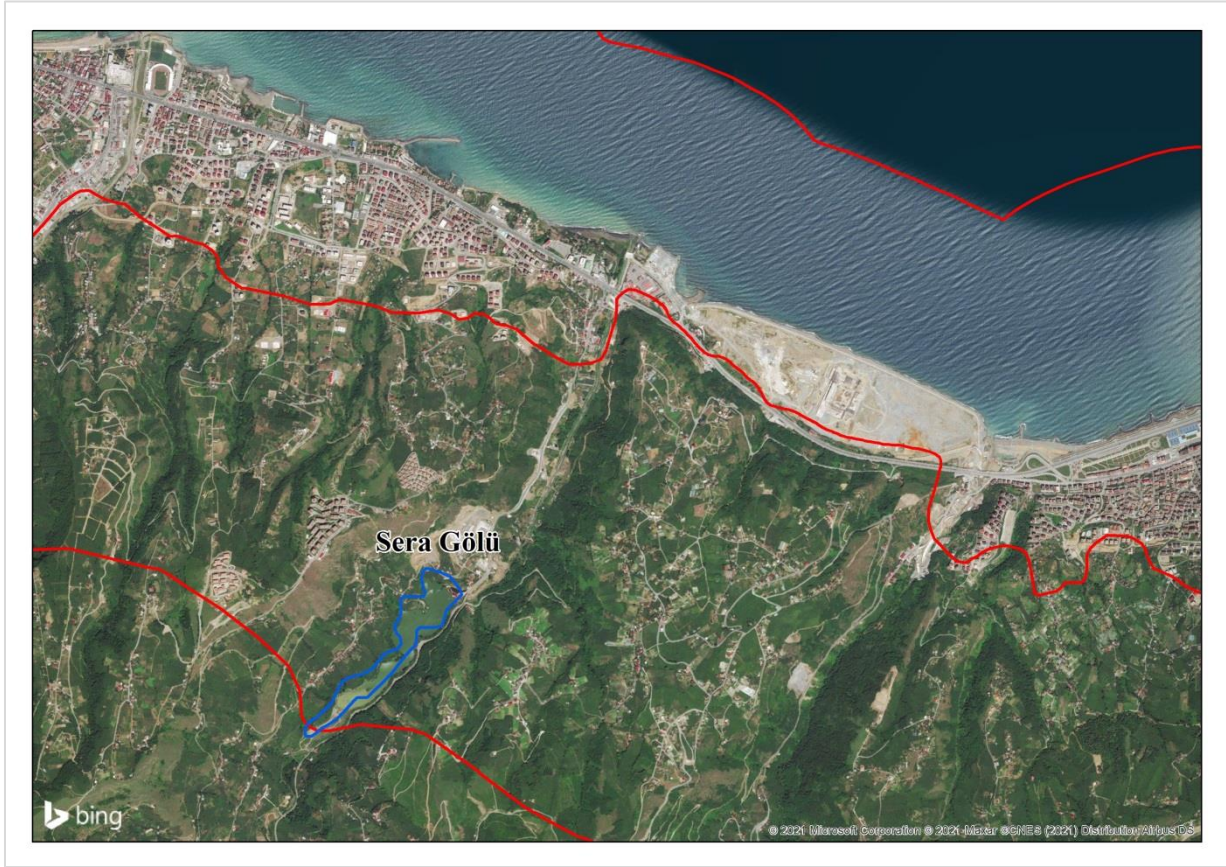 Sera Gölü
bing
© 2021 Microsoft Corporation © 2021 Maxar ©CNES (2021) Distribution Airbus DS